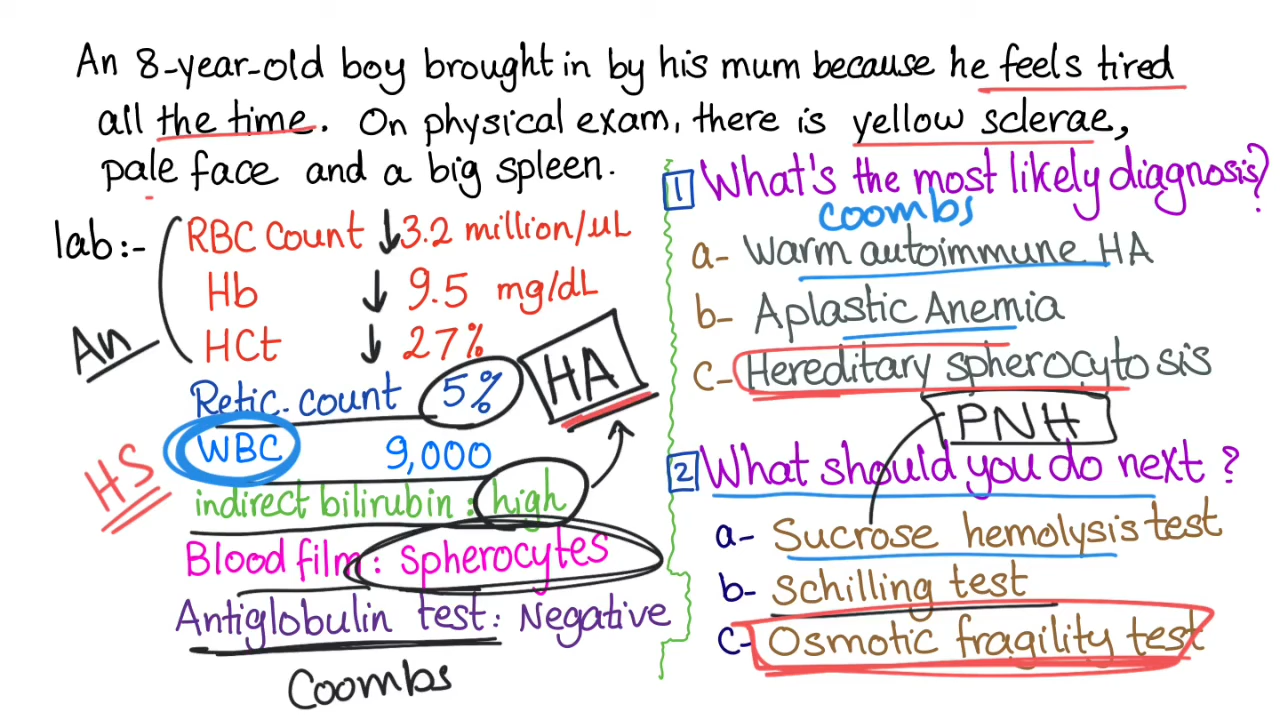 An 8-year-old boy brought in by his mum because he feels tired
all the time. On physical exam, there is yellow sclerae,
pale face and a big spleen.
lab:-
RBC Count ↓ 3.2 million/uL
Hb ↓ 9.5 mg/dL
HCt ↓ 27%
An
Retic. count 5%
HA
WBC 9,000
HS
indirect bilirubin : high
Blood film : spherocytes
Antiglobulin test : Negative
Coombs
1 What's the most likely diagnosis?
coombs
a- Warm autoimmune HA
b- Aplastic Anemia
c- Hereditary spherocytosis
PNH
2 What should you do next?
a- Sucrose hemolysis test
b- Schilling test
c- Osmotic fragility test